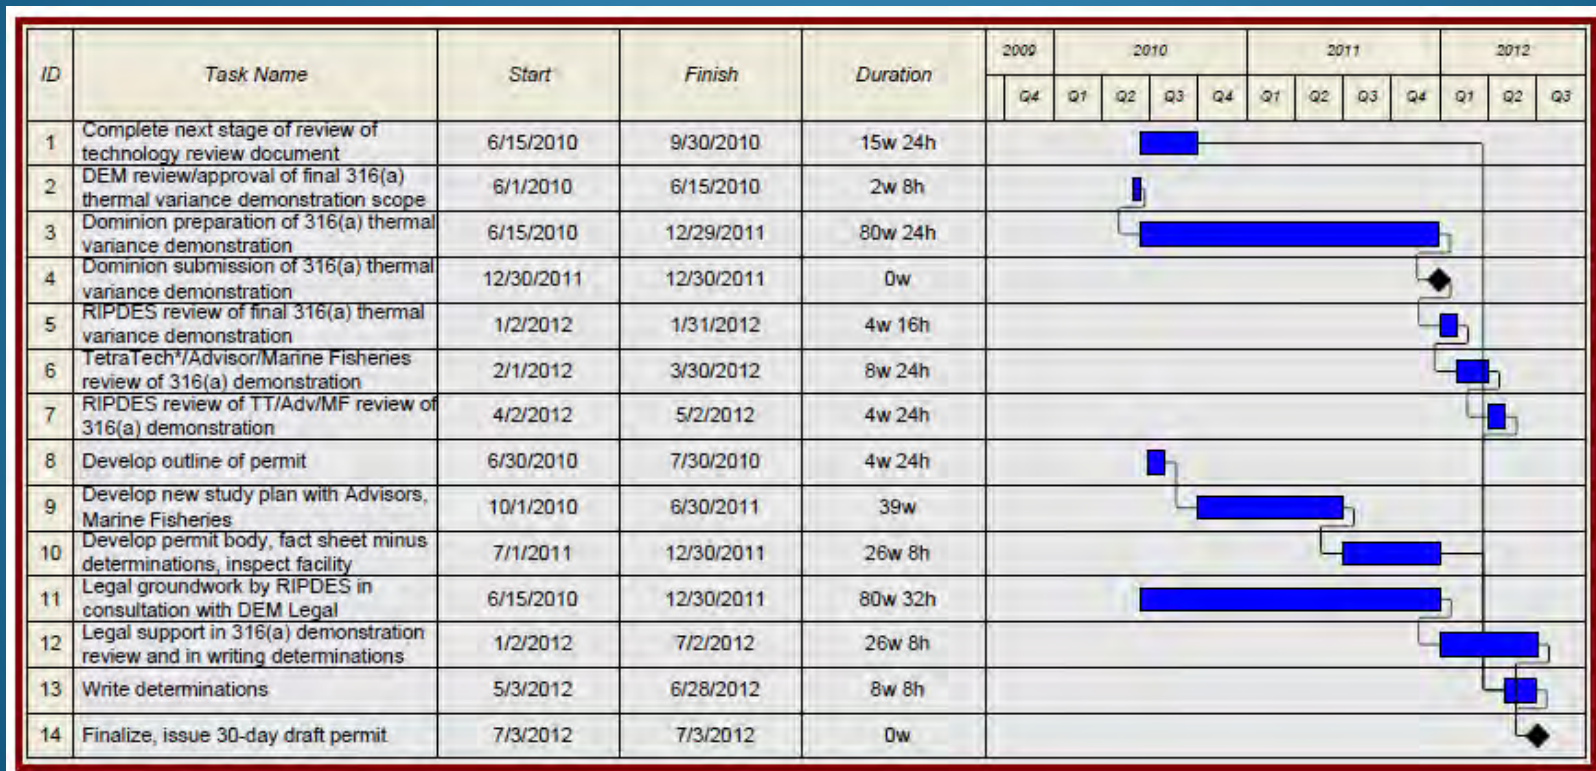 ID Task Name Start Finish Duration 2009 2010 2011 2012
Q4 Q1 Q2 Q3 Q4 Q1 Q2 Q3 Q4 Q1 Q2 Q3
1 Complete next stage of review of technology review document 6/15/2010 9/30/2010 15w 24h
2 DEM review/approval of final 316(a) thermal variance demonstration scope 6/1/2010 6/15/2010 2w 8h
3 Dominion preparation of 316(a) thermal variance demonstration 6/15/2010 12/29/2011 80w 24h
4 Dominion submission of 316(a) thermal variance demonstration 12/30/2011 12/30/2011 0w
5 RIPDES review of final 316(a) thermal variance demonstration 1/2/2012 1/31/2012 4w 16h
6 TetraTech*/Advisor/Marine Fisheries review of 316(a) demonstration 2/1/2012 3/30/2012 8w 24h
7 RIPDES review of TT/Adv/MF review of 316(a) demonstration 4/2/2012 5/2/2012 4w 24h
8 Develop outline of permit 6/30/2010 7/30/2010 4w 24h
9 Develop new study plan with Advisors, Marine Fisheries 10/1/2010 6/30/2011 39w
10 Develop permit body, fact sheet minus determinations, inspect facility 7/1/2011 12/30/2011 26w 8h
11 Legal groundwork by RIPDES in consultation with DEM Legal 6/15/2010 12/30/2011 80w 32h
12 Legal support in 316(a) demonstration review and in writing determinations 1/2/2012 7/2/2012 26w 8h
13 Write determinations 5/3/2012 6/28/2012 8w 8h
14 Finalize, issue 30-day draft permit 7/3/2012 7/3/2012 0w